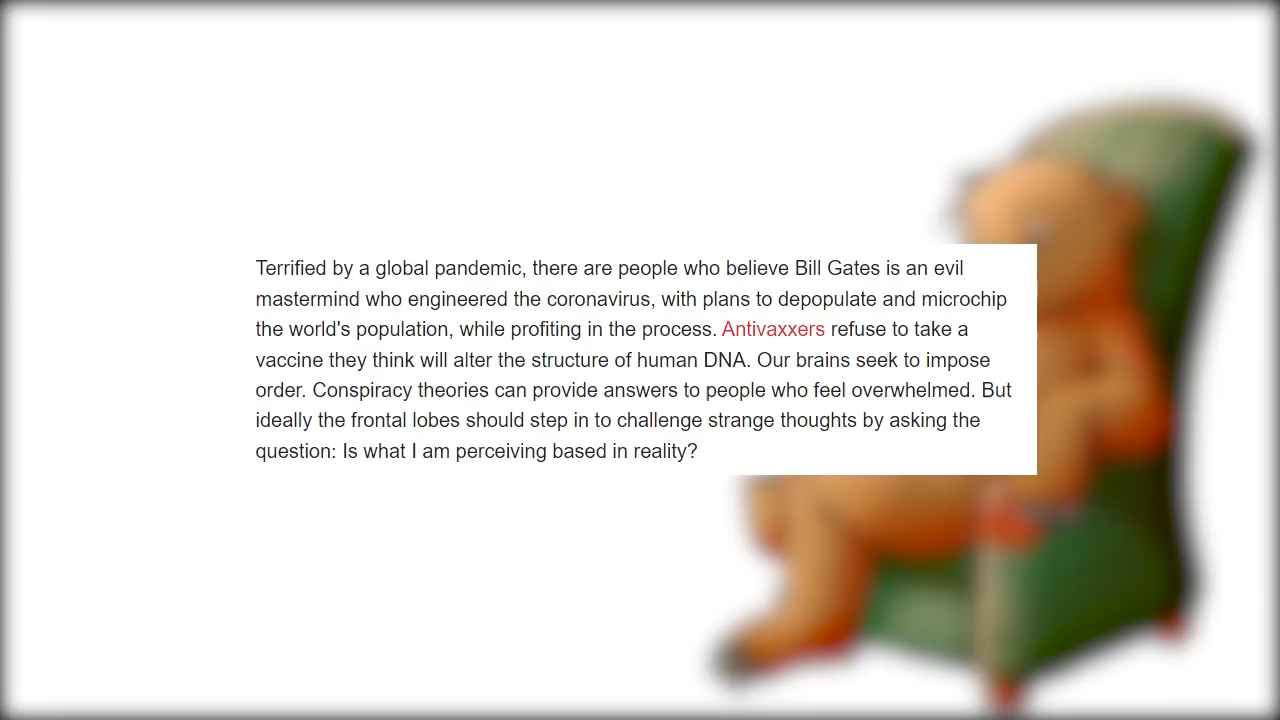 Terrified by a global pandemic, there are people who believe Bill Gates is an evil
mastermind who engineered the coronavirus, with plans to depopulate and microchip
the world's population, while profiting in the process. Antivaxxers refuse to take a
vaccine they think will alter the structure of human DNA. Our brains seek to impose
order. Conspiracy theories can provide answers to people who feel overwhelmed. But
ideally the frontal lobes should step in to challenge strange thoughts by asking the
question: Is what I am perceiving based in reality?